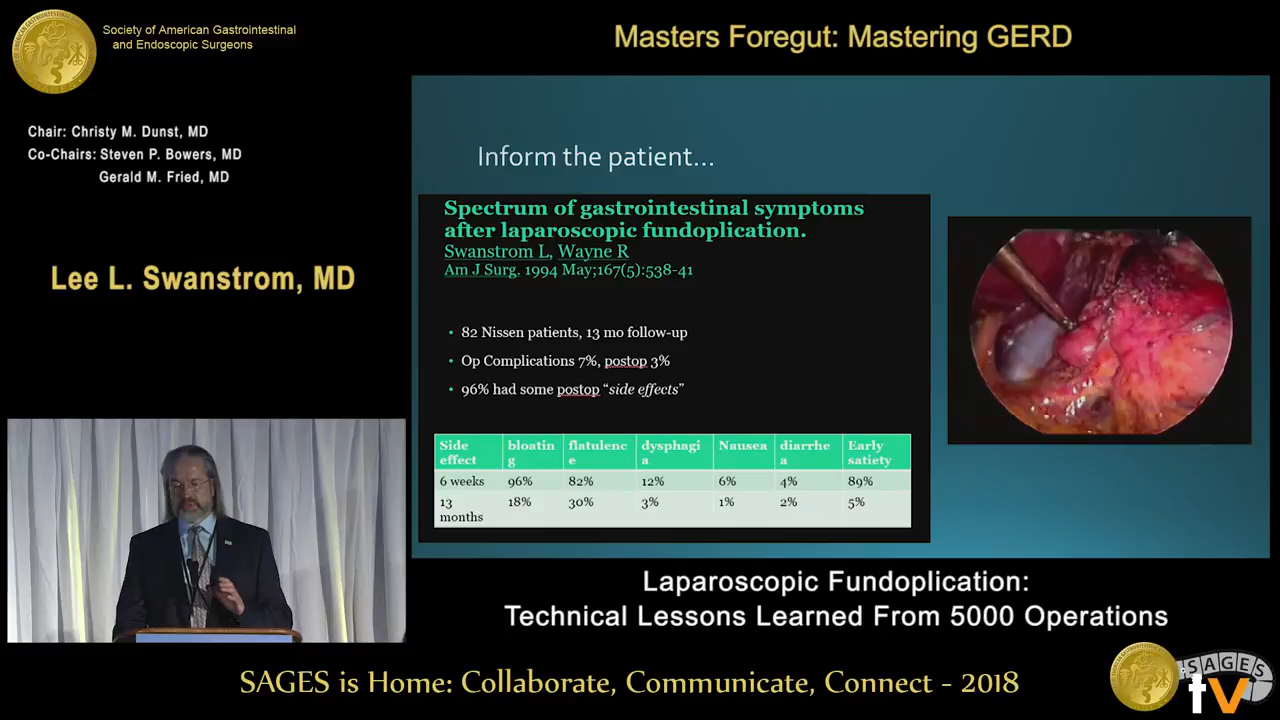 Society of American Gastrointestinal
and Endoscopic Surgeons
Masters Foregut: Mastering GERD
Chair: Christy M. Dunst, MD
Co-Chairs: Steven P. Bowers, MD
Gerald M. Fried, MD
Lee L. Swanstrom, MD
Inform the patient...
Spectrum of gastrointestinal symptoms
after laparoscopic fundoplication.
Swanstrom L, Wayne R
Am J Surg. 1994 May;167(5):538-41
• 82 Nissen patients, 13 mo follow-up
• Op Complications 7%, postop 3%
• 96% had some postop “side effects”
Side effect bloatin g flatulenc e dysphagi a Nausea diarrhe a Early satiety
6 weeks 96% 82% 12% 6% 4% 89%
13 months 18% 30% 3% 1% 2% 5%
Laparoscopic Fundoplication:
Technical Lessons Learned From 5000 Operations
SAGES is Home: Collaborate, Communicate, Connect - 2018
SAGES
tv